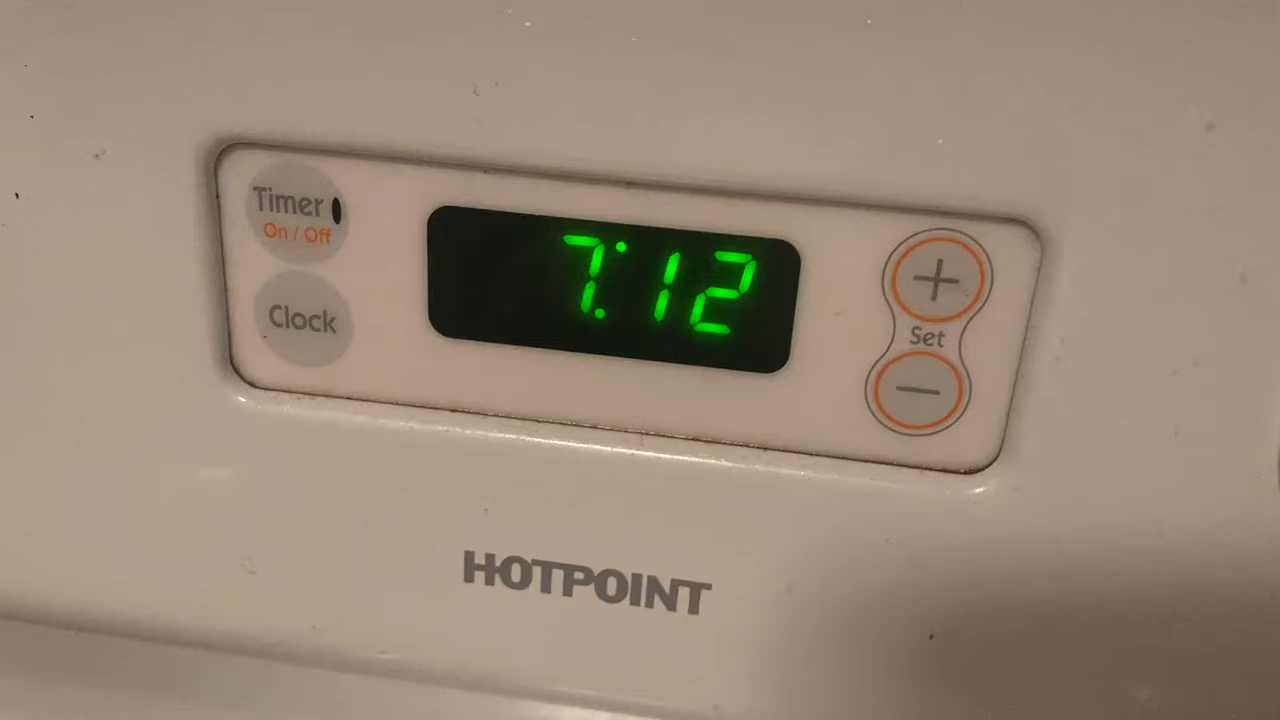 Timer
On / Off
Clock
7:12
+
Set
−
HOTPOINT